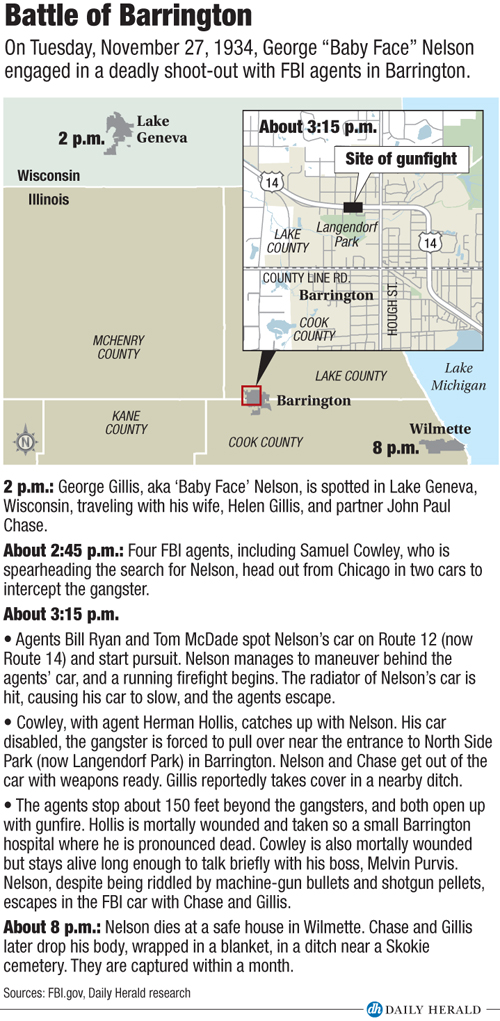 Battle of Barrington
On Tuesday, November 27, 1934, George “Baby Face” Nelson
engaged in a deadly shoot-out with FBI agents in Barrington.
2 p.m.
Lake
Geneva
Wisconsin
Illinois
About 3:15 p.m.
Site of gunfight
14
LAKE
COUNTY
Langendorf
Park
14
COUNTY LINE RD.
Barrington
HOUGH ST.
COOK
COUNTY
MCHENRY
COUNTY
LAKE COUNTY
Lake
Michigan
Barrington
KANE
COUNTY
COOK COUNTY
Wilmette
8 p.m.
N
2 p.m.: George Gillis, aka ‘Baby Face’ Nelson, is spotted in Lake Geneva,
Wisconsin, traveling with his wife, Helen Gillis, and partner John Paul
Chase.
About 2:45 p.m.: Four FBI agents, including Samuel Cowley, who is
spearheading the search for Nelson, head out from Chicago in two cars to
intercept the gangster.
About 3:15 p.m.
• Agents Bill Ryan and Tom McDade spot Nelson’s car on Route 12 (now
Route 14) and start pursuit. Nelson manages to maneuver behind the
agents’ car, and a running firefight begins. The radiator of Nelson’s car is
hit, causing his car to slow, and the agents escape.
• Cowley, with agent Herman Hollis, catches up with Nelson. His car
disabled, the gangster is forced to pull over near the entrance to North Side
Park (now Langendorf Park) in Barrington. Nelson and Chase get out of the
car with weapons ready. Gillis reportedly takes cover in a nearby ditch.
• The agents stop about 150 feet beyond the gangsters, and both open up
with gunfire. Hollis is mortally wounded and taken so a small Barrington
hospital where he is pronounced dead. Cowley is also mortally wounded
but stays alive long enough to talk briefly with his boss, Melvin Purvis.
Nelson, despite being riddled by machine-gun bullets and shotgun pellets,
escapes in the FBI car with Chase and Gillis.
About 8 p.m.: Nelson dies at a safe house in Wilmette. Chase and Gillis
later drop his body, wrapped in a blanket, in a ditch near a Skokie
cemetery. They are captured within a month.
Sources: FBI.gov, Daily Herald research
dh DAILY HERALD